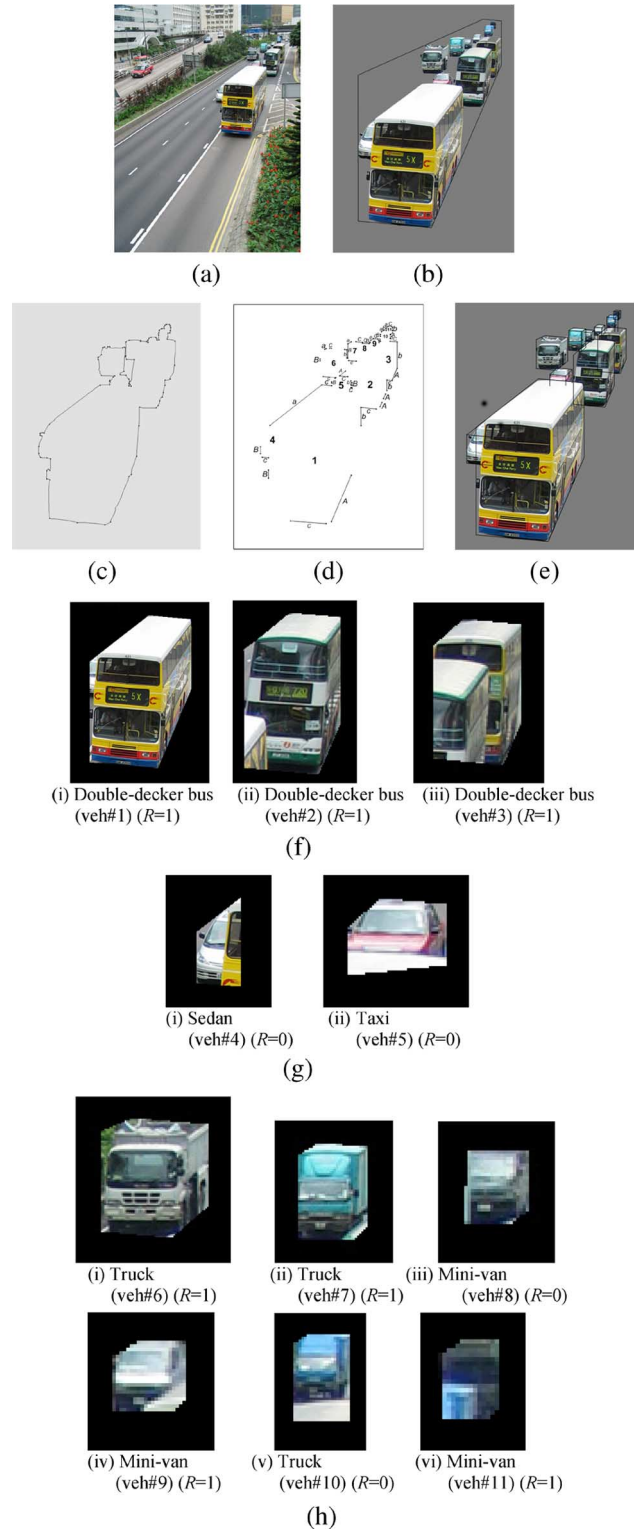 (a)
(b)
5X
a
b
c
A
B
1
2
3
4
5
6
7
8
9
(c)
(d)
(e)
5X
5X
(i) Double-decker bus
(veh#1) (R=1)
(ii) Double-decker bus
(veh#2) (R=1)
(iii) Double-decker bus
(veh#3) (R=1)
(f)
(i) Sedan
(veh#4) (R=0)
(ii) Taxi
(veh#5) (R=0)
(g)
(i) Truck
(veh#6) (R=1)
(ii) Truck
(veh#7) (R=1)
(iii) Mini-van
(veh#8) (R=0)
(iv) Mini-van
(veh#9) (R=1)
(v) Truck
(veh#10) (R=0)
(vi) Mini-van
(veh#11) (R=1)
(h)